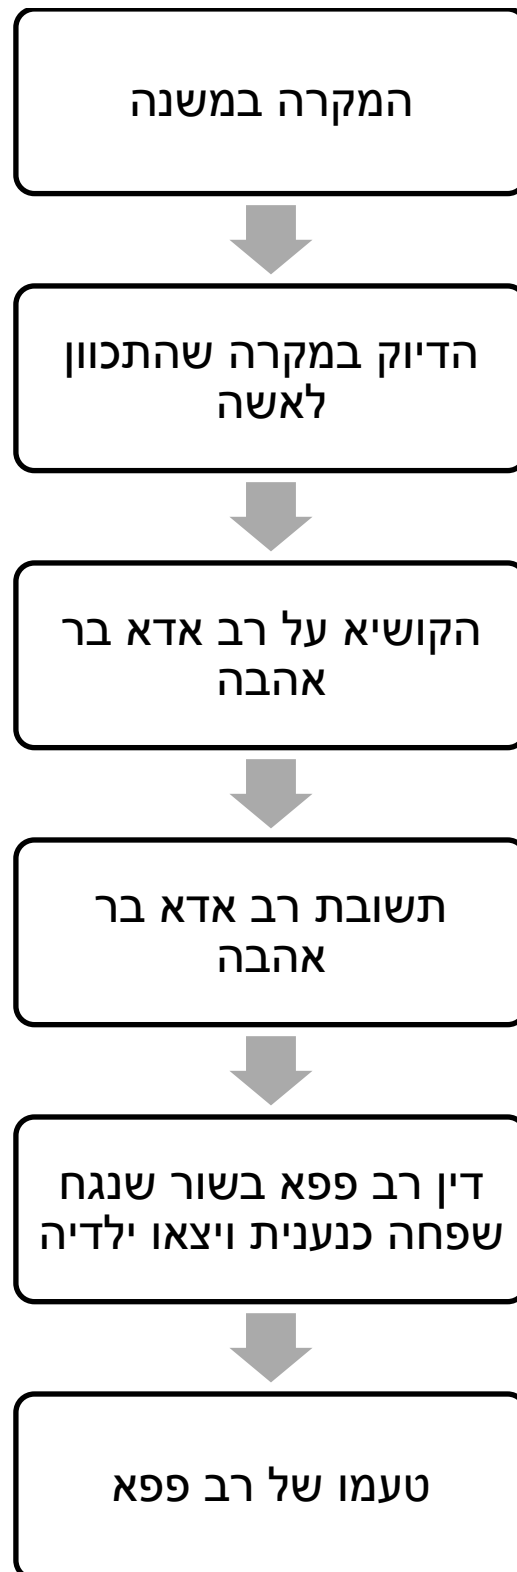 המקרה במשנה
הדיוק במקרה שהתכוון
לאשה
הקושיא על רב אדא בר
אהבה
תשובת רב אדא בר
אהבה
דין רב פפא בשור שנגח
שפחה כנענית ויצאו ילדיה
טעמו של רב פפא